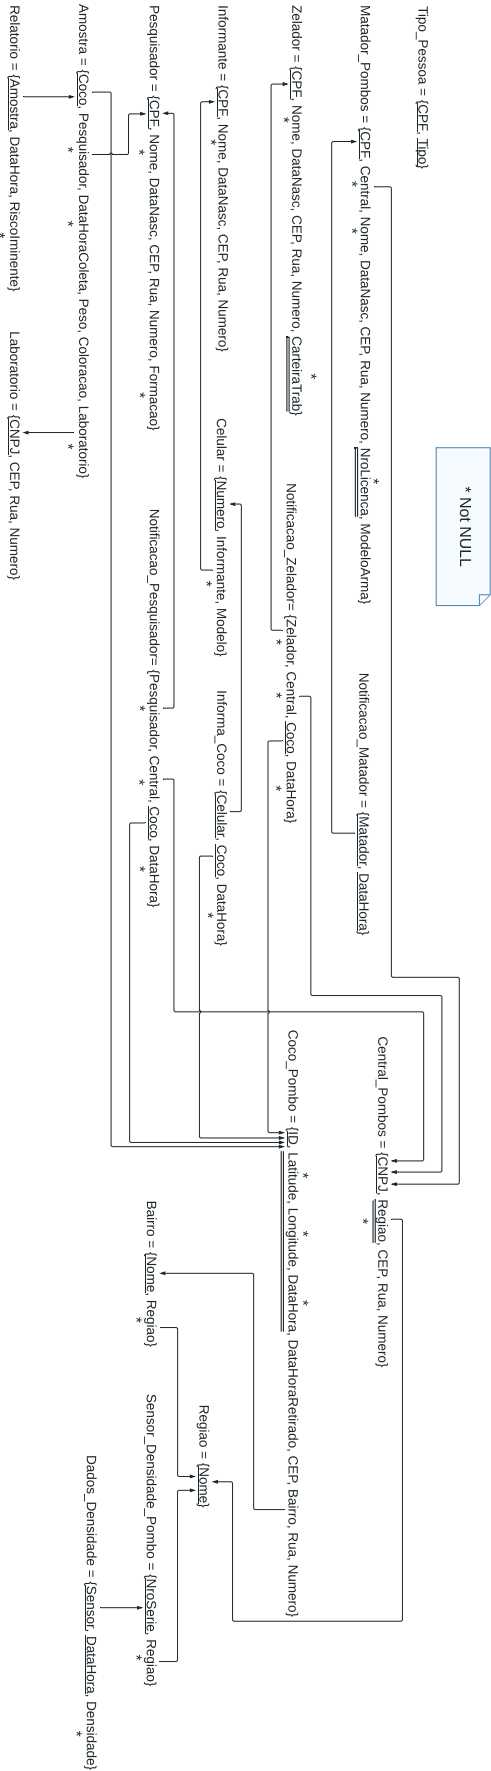 * Not NULL
Tipo_Pessoa = {CPF, Tipo}
Matador_Pombos = {CPF, Central, Nome, DataNasc, CEP, Rua, Numero, NroLicenca, ModeloArma}
* * *
Notificacao_Matador = {Matador, DataHora}
Central_Pombos = {CNPJ, Regiao, CEP, Rua, Numero}
*
Zelador = {CPF, Nome, DataNasc, CEP, Rua, Numero, CarteiraTrab}
* *
Notificacao_Zelador= {Zelador, Central, Coco, DataHora}
* * *
Coco_Pombo = {ID, Latitude, Longitude, DataHora, DataHoraRetirado, CEP, Bairro, Rua, Numero}
* * *
Informante = {CPF, Nome, DataNasc, CEP, Rua, Numero}
*
Celular = {Numero, Informante, Modelo}
*
Informa_Coco = {Celular, Coco, DataHora}
*
Regiao = {Nome}
Pesquisador = {CPF, Nome, DataNasc, CEP, Rua, Numero, Formacao}
* *
Notificacao_Pesquisador= {Pesquisador, Central, Coco, DataHora}
* * *
Bairro = {Nome, Regiao}
*
Sensor_Densidade_Pombo = {NroSerie, Regiao}
*
Amostra = {Coco, Pesquisador, DataHoraColeta, Peso, Coloracao, Laboratorio}
* * *
Dados_Densidade = {Sensor, DataHora, Densidade}
*
Relatorio = {Amostra, DataHora, RiscoIminente}
*
Laboratorio = {CNPJ, CEP, Rua, Numero}